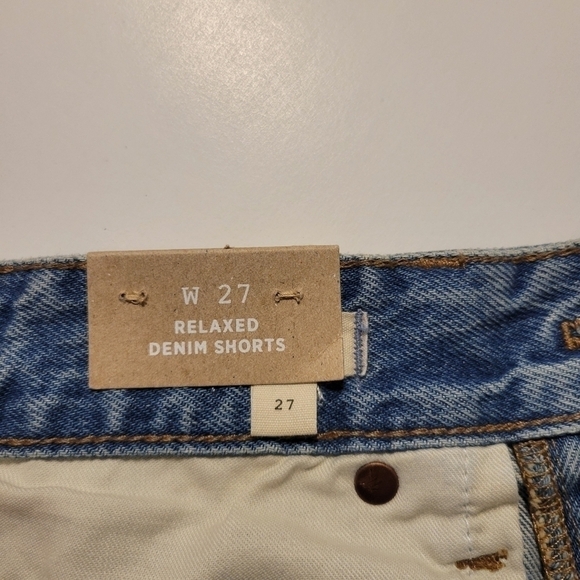 W 27
RELAXED
DENIM SHORTS
27